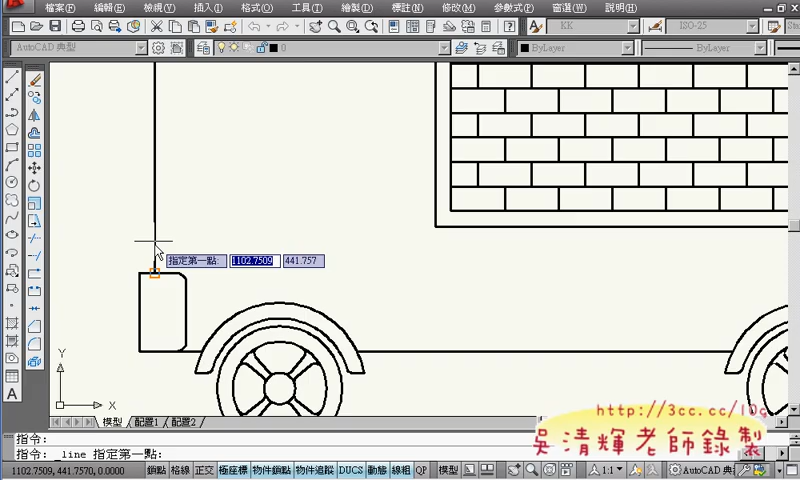 檔案(F) 編輯(E) 檢視(V) 插入(I) 格式(O) 工具(T) 繪製(D) 標註(N) 修改(M) 參數(P) 視窗(W) 說明(H)
KK ISO-25
AutoCAD 典型 0 ByLayer ByLayer
指定第一點: 1102.7509 441.757
Y
X
模型 配置1 配置2
http://3cc.cc/10q
吳清輝老師錄製
指令:
指令: _line 指定第一點:
1102.7509, 441.7570, 0.0000 鎖點 格線 正交 極座標 物件鎖點 物件追蹤 DUCS 動態 線粗 QP 模型 1:1 AutoCAD 典